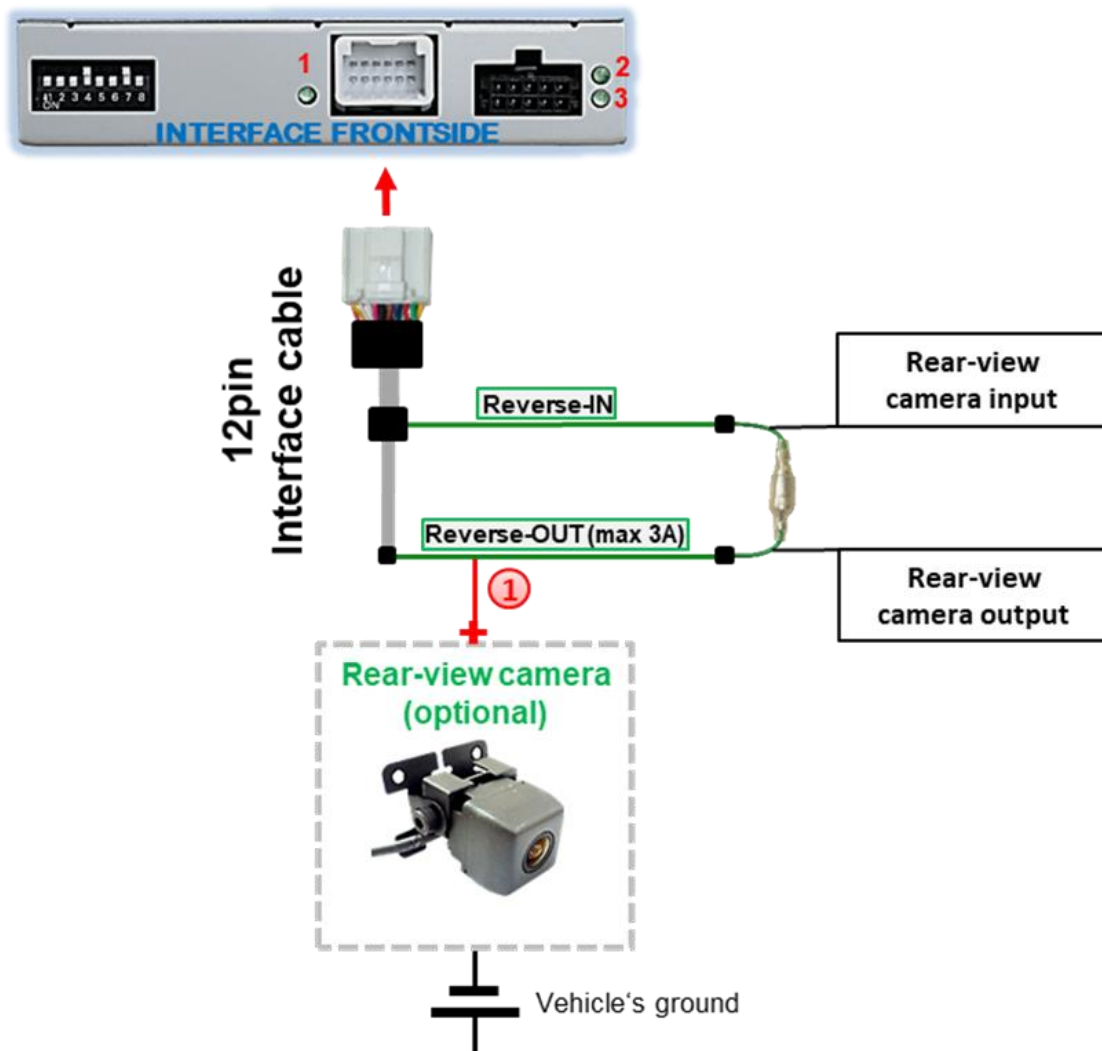 1
2
3
1 2 3 4 5 6 7 8
ON
INTERFACE FRONTSIDE
12pin
Interface cable
Reverse-IN
Rear-view
camera input
Reverse-OUT (max 3A)
Rear-view
camera output
1
+
Rear-view camera
(optional)
Vehicle‘s ground